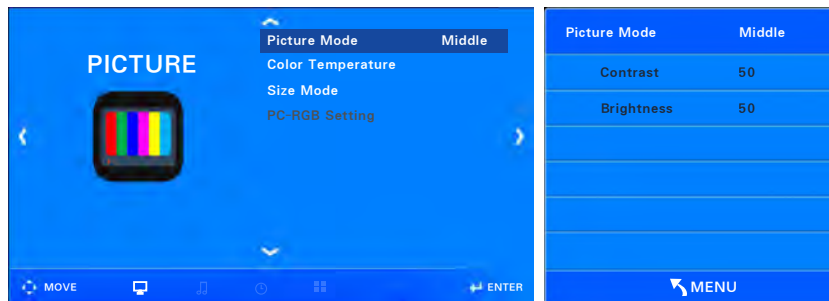 PICTURE
Picture Mode Middle
Color Temperature
Size Mode
PC-RGB Setting
MOVE
ENTER
Picture Mode Middle
Contrast 50
Brightness 50
MENU